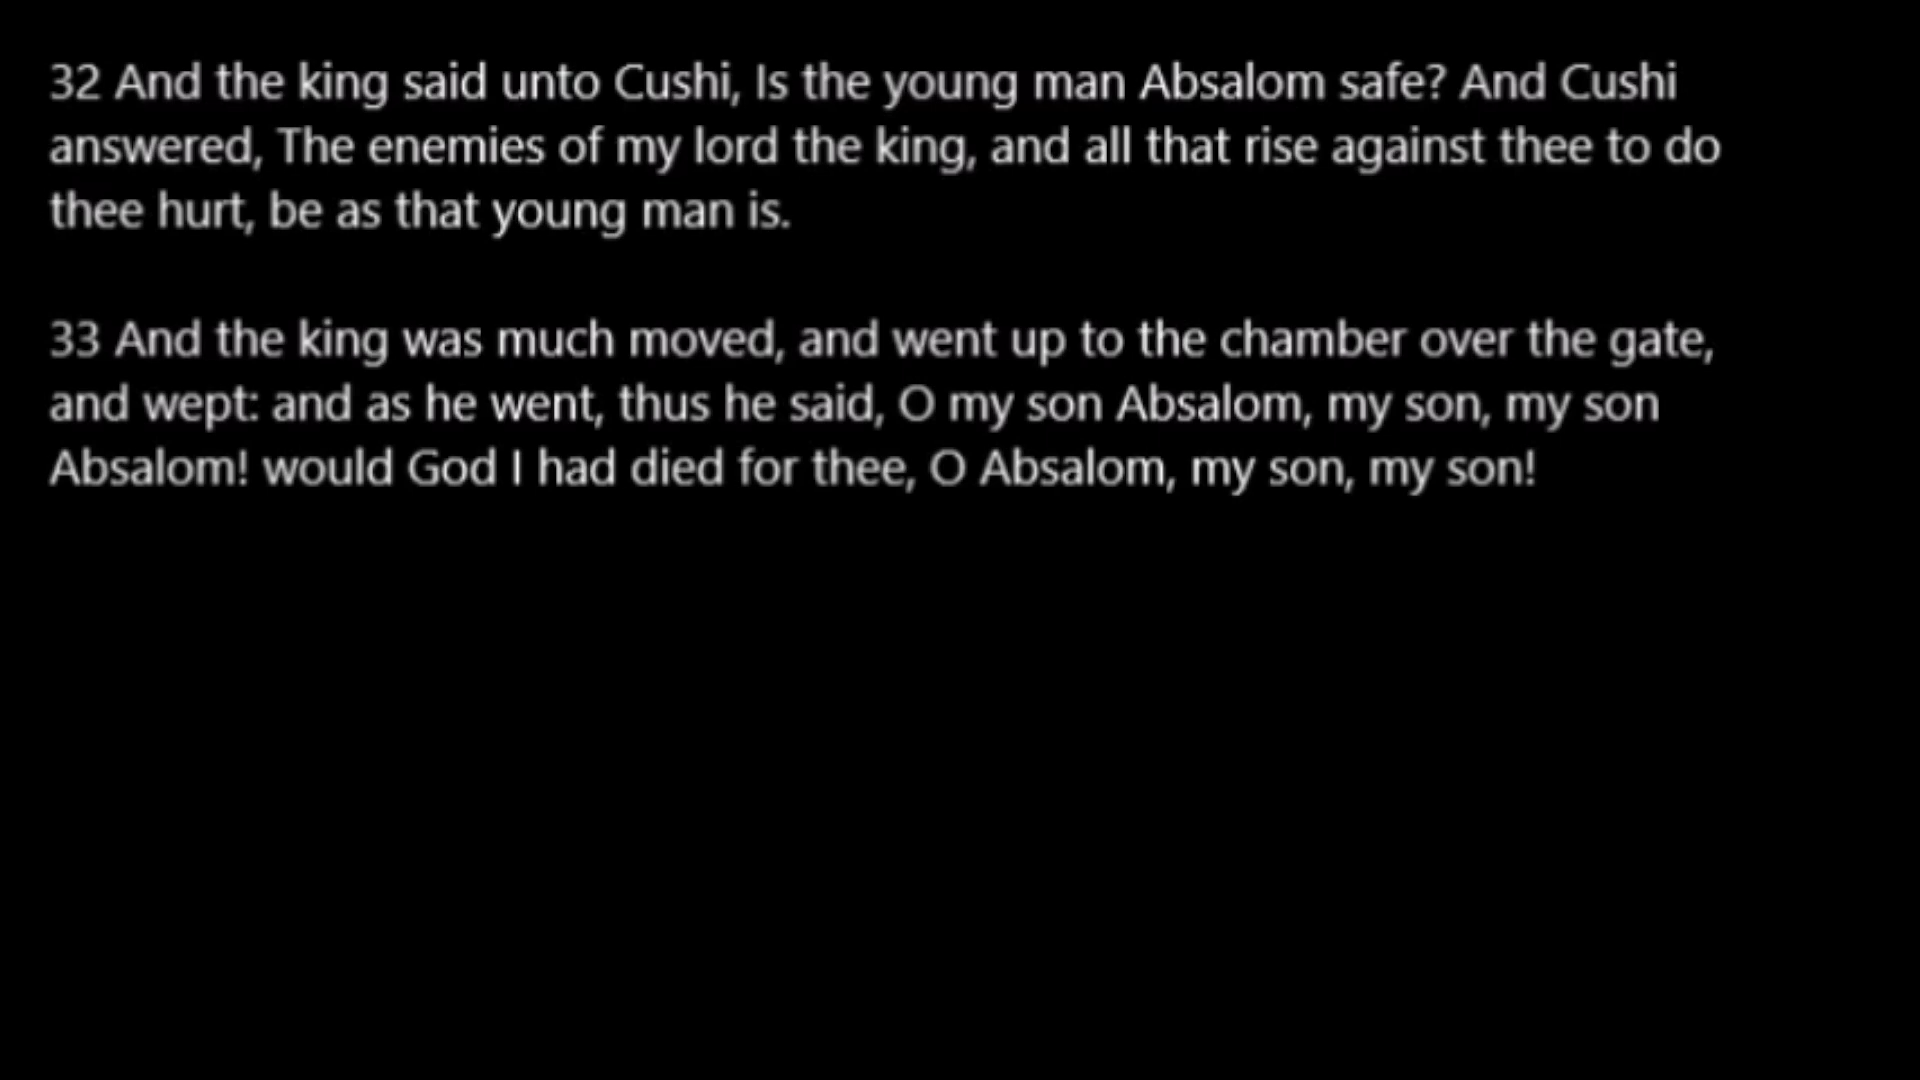 32 And the king said unto Cushi, Is the young man Absalom safe? And Cushi
answered, The enemies of my lord the king, and all that rise against thee to do
thee hurt, be as that young man is.
33 And the king was much moved, and went up to the chamber over the gate,
and wept: and as he went, thus he said, O my son Absalom, my son, my son
Absalom! would God I had died for thee, O Absalom, my son, my son!